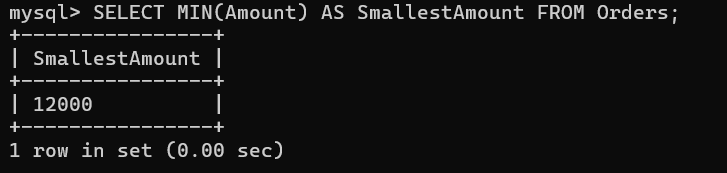 mysql> SELECT MIN(Amount) AS SmallestAmount FROM Orders;
+----------------+
| SmallestAmount |
+----------------+
| 12000          |
+----------------+
1 row in set (0.00 sec)